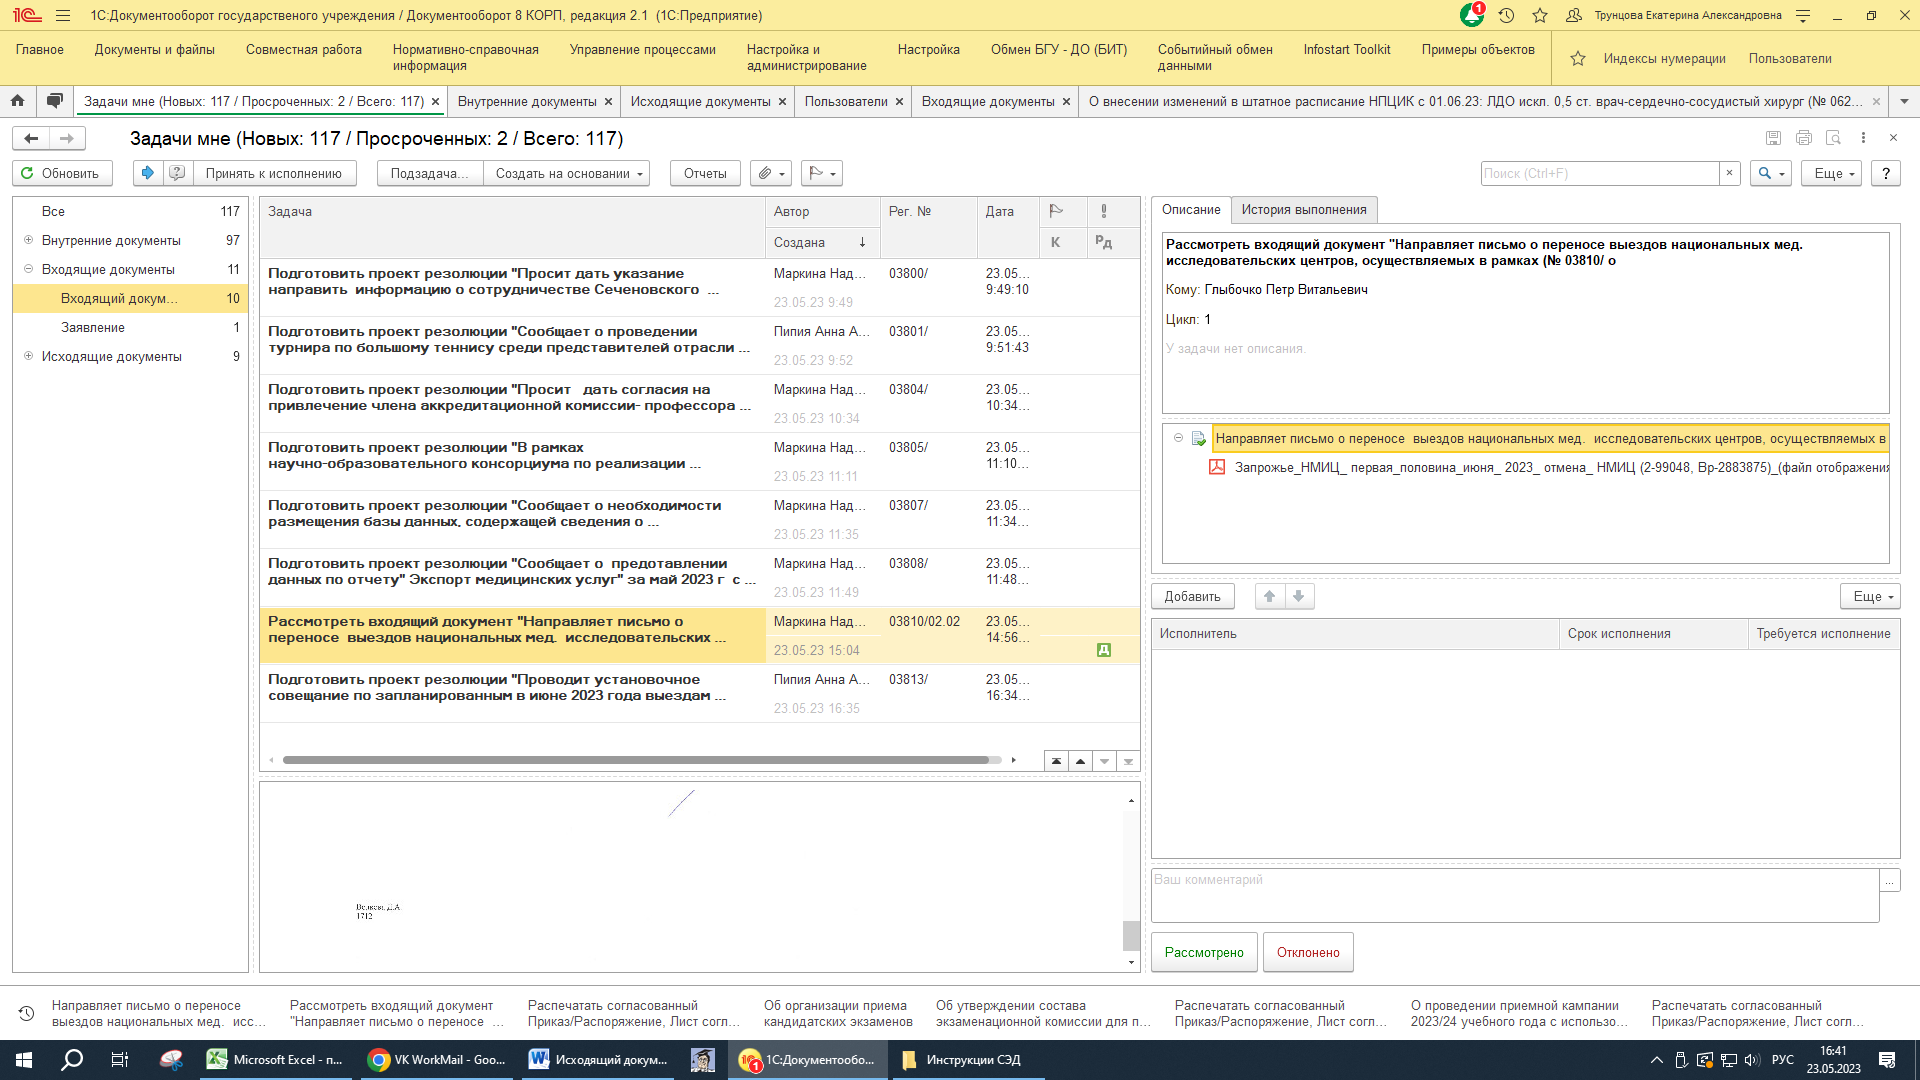 1С:Документооборот государственого учреждения / Документооборот 8 КОРП, редакция 2.1 (1С:Предприятие)
1
Трунцова Екатерина Александровна
Главное
Документы и файлы
Совместная работа
Нормативно-справочная
информация
Управление процессами
Настройка и
администрирование
Настройка
Обмен БГУ - ДО (БИТ)
Событийный обмен
данными
Infostart Toolkit
Примеры объектов
Индексы нумерации
Пользователи
Задачи мне (Новых: 117 / Просроченных: 2 / Всего: 117)
Внутренние документы
Исходящие документы
Пользователи
Входящие документы
О внесении изменений в штатное расписание НПЦИК с 01.06.23: ЛДО искл. 0,5 ст. врач-сердечно-сосудистый хирург (№ 062...
Задачи мне (Новых: 117 / Просроченных: 2 / Всего: 117)
Обновить
Принять к исполнению
Подзадача...
Создать на основании
Отчеты
Поиск (Ctrl+F)
Еще
?
Все 117
Внутренние документы 97
Входящие документы 11
Входящий докум... 10
Заявление 1
Исходящие документы 9
Задача
Автор
Создана
Рег. №
Дата
К
Рд
Подготовить проект резолюции "Просит дать указание
направить информацию о сотрудничестве Сеченовского ...
Маркина Над...
23.05.23 9:49
03800/
23.05...
9:49:10
Подготовить проект резолюции "Сообщает о проведении
турнира по большому теннису среди представителей отрасли ...
Пипия Анна А...
23.05.23 9:52
03801/
23.05...
9:51:43
Подготовить проект резолюции "Просит дать согласия на
привлечение члена аккредитационной комиссии- профессора ...
Маркина Над...
23.05.23 10:34
03804/
23.05...
10:34...
Подготовить проект резолюции "В рамках
научно-образовательного консорциума по реализации ...
Маркина Над...
23.05.23 11:11
03805/
23.05...
11:10...
Подготовить проект резолюции "Сообщает о необходимости
размещения базы данных, содержащей сведения о ...
Маркина Над...
23.05.23 11:35
03807/
23.05...
11:34...
Подготовить проект резолюции "Сообщает о предотавлении
данных по отчету" Экспорт медицинских услуг" за май 2023 г с ...
Маркина Над...
23.05.23 11:49
03808/
23.05...
11:48...
Рассмотреть входящий документ "Направляет письмо о
переносе выездов национальных мед. исследовательских ...
Маркина Над...
23.05.23 15:04
03810/02.02
23.05...
14:56...
Д
Подготовить проект резолюции "Проводит установочное
совещание по запланированным в июне 2023 года выездам ...
Пипия Анна А...
23.05.23 16:35
03813/
23.05...
16:34...
1712
Описание
История выполнения
Рассмотреть входящий документ "Направляет письмо о переносе выездов национальных мед.
исследовательских центров, осуществляемых в рамках (№ 03810/ о
Кому: Глыбочко Петр Витальевич
Цикл: 1
У задачи нет описания.
Направляет письмо о переносе выездов национальных мед. исследовательских центров, осуществляемых в
Запрожье_НМИЦ_ первая_половина_июня_ 2023_ отмена_ НМИЦ (2-99048, Вр-2883875)_(файл отображения
Добавить
Еще
Исполнитель
Срок исполнения
Требуется исполнение
Ваш комментарий
...
Рассмотрено
Отклонено
Направляет письмо о переносе
выездов национальных мед. исс...
Рассмотреть входящий документ
"Направляет письмо о переносе ...
Распечатать согласованный
Приказ/Распоряжение, Лист согл...
Об организации приема
кандидатских экзаменов
Об утверждении состава
экзаменационной комиссии для п...
Распечатать согласованный
Приказ/Распоряжение, Лист согл...
О проведении приемной кампании
2023/24 учебного года с использо...
Распечатать согласованный
Приказ/Распоряжение, Лист согл...
Microsoft Excel - п...
VK WorkMail - Goo...
Исходящий докум...
1
1С:Документообо...
Инструкции СЭД
РУС
16:41
23.05.2023